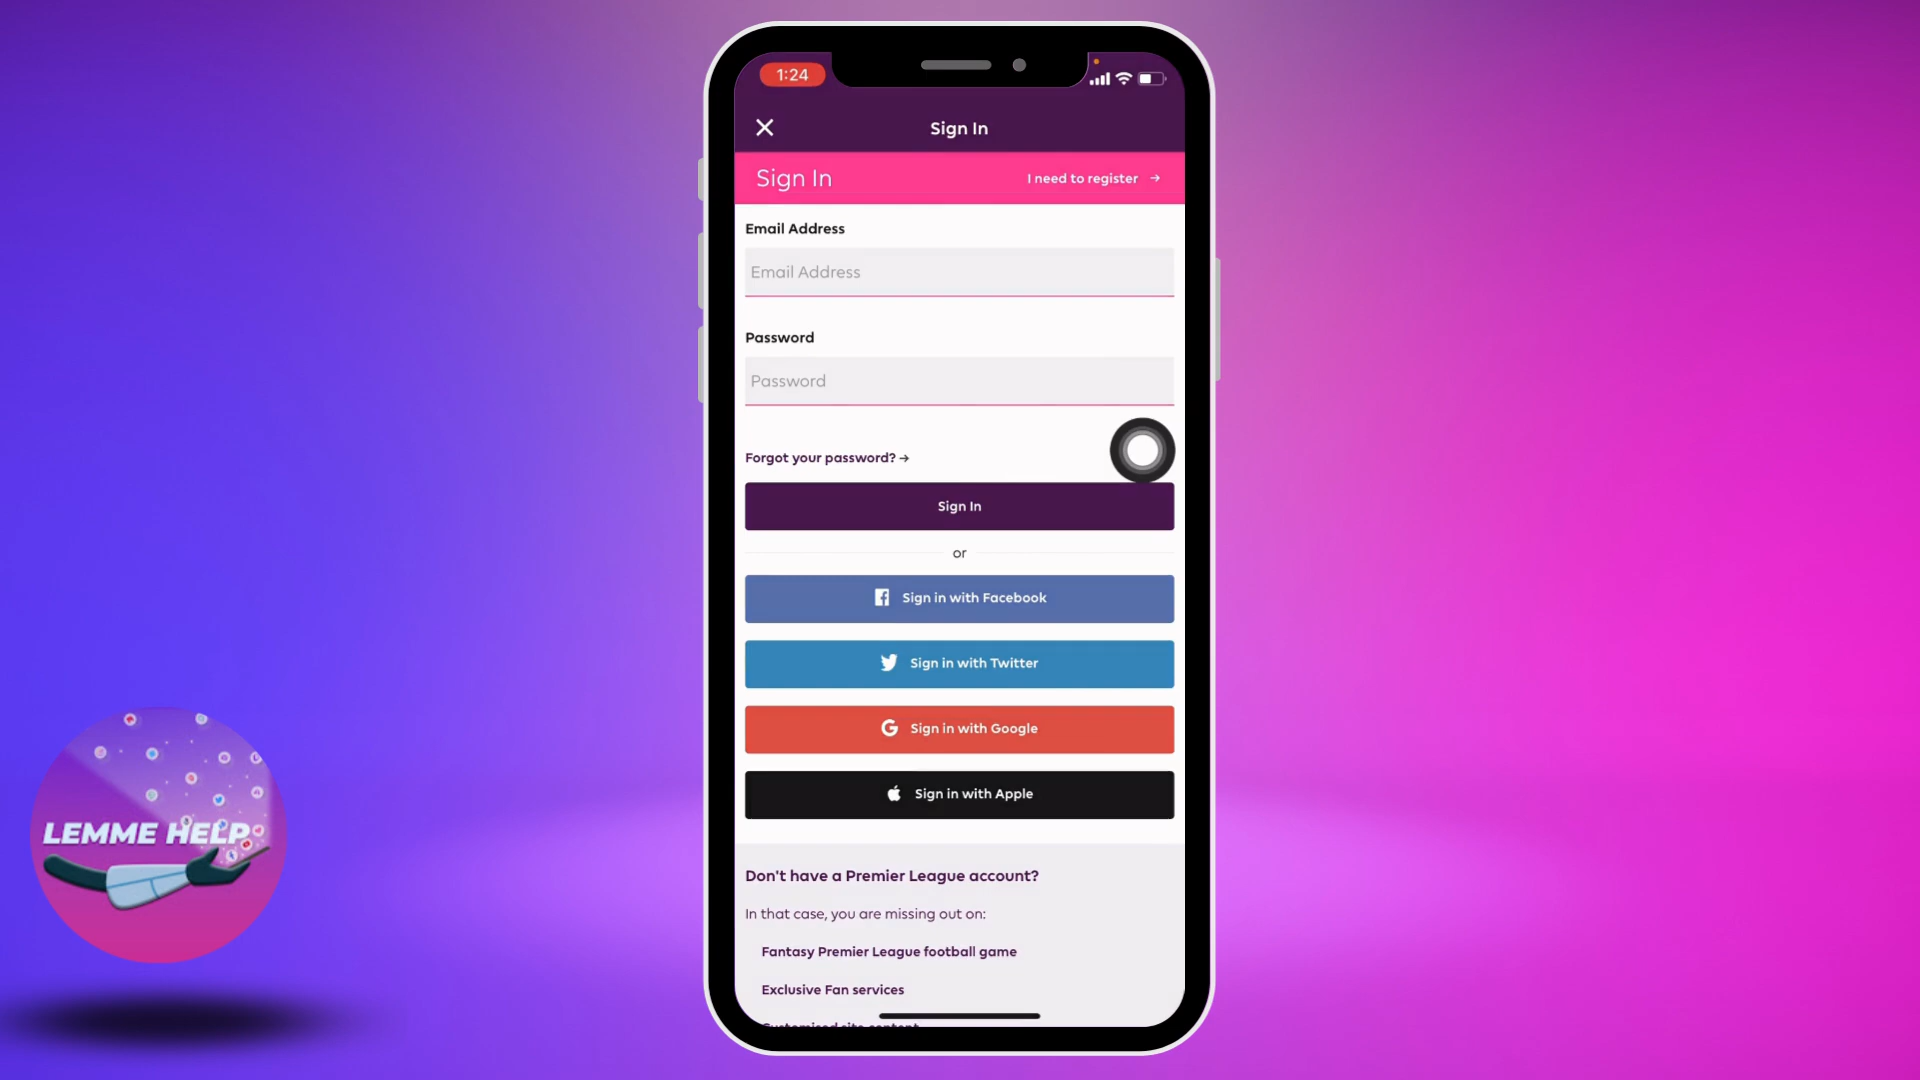 1:24
Sign In
Sign In
I need to register →
Email Address
Email Address
Password
Password
Forgot your password? →
Sign In
or
Sign in with Facebook
Sign in with Twitter
Sign in with Google
Sign in with Apple
Don't have a Premier League account?
In that case, you are missing out on:
Fantasy Premier League football game
Exclusive Fan services
Customised site content
LEMME HELP